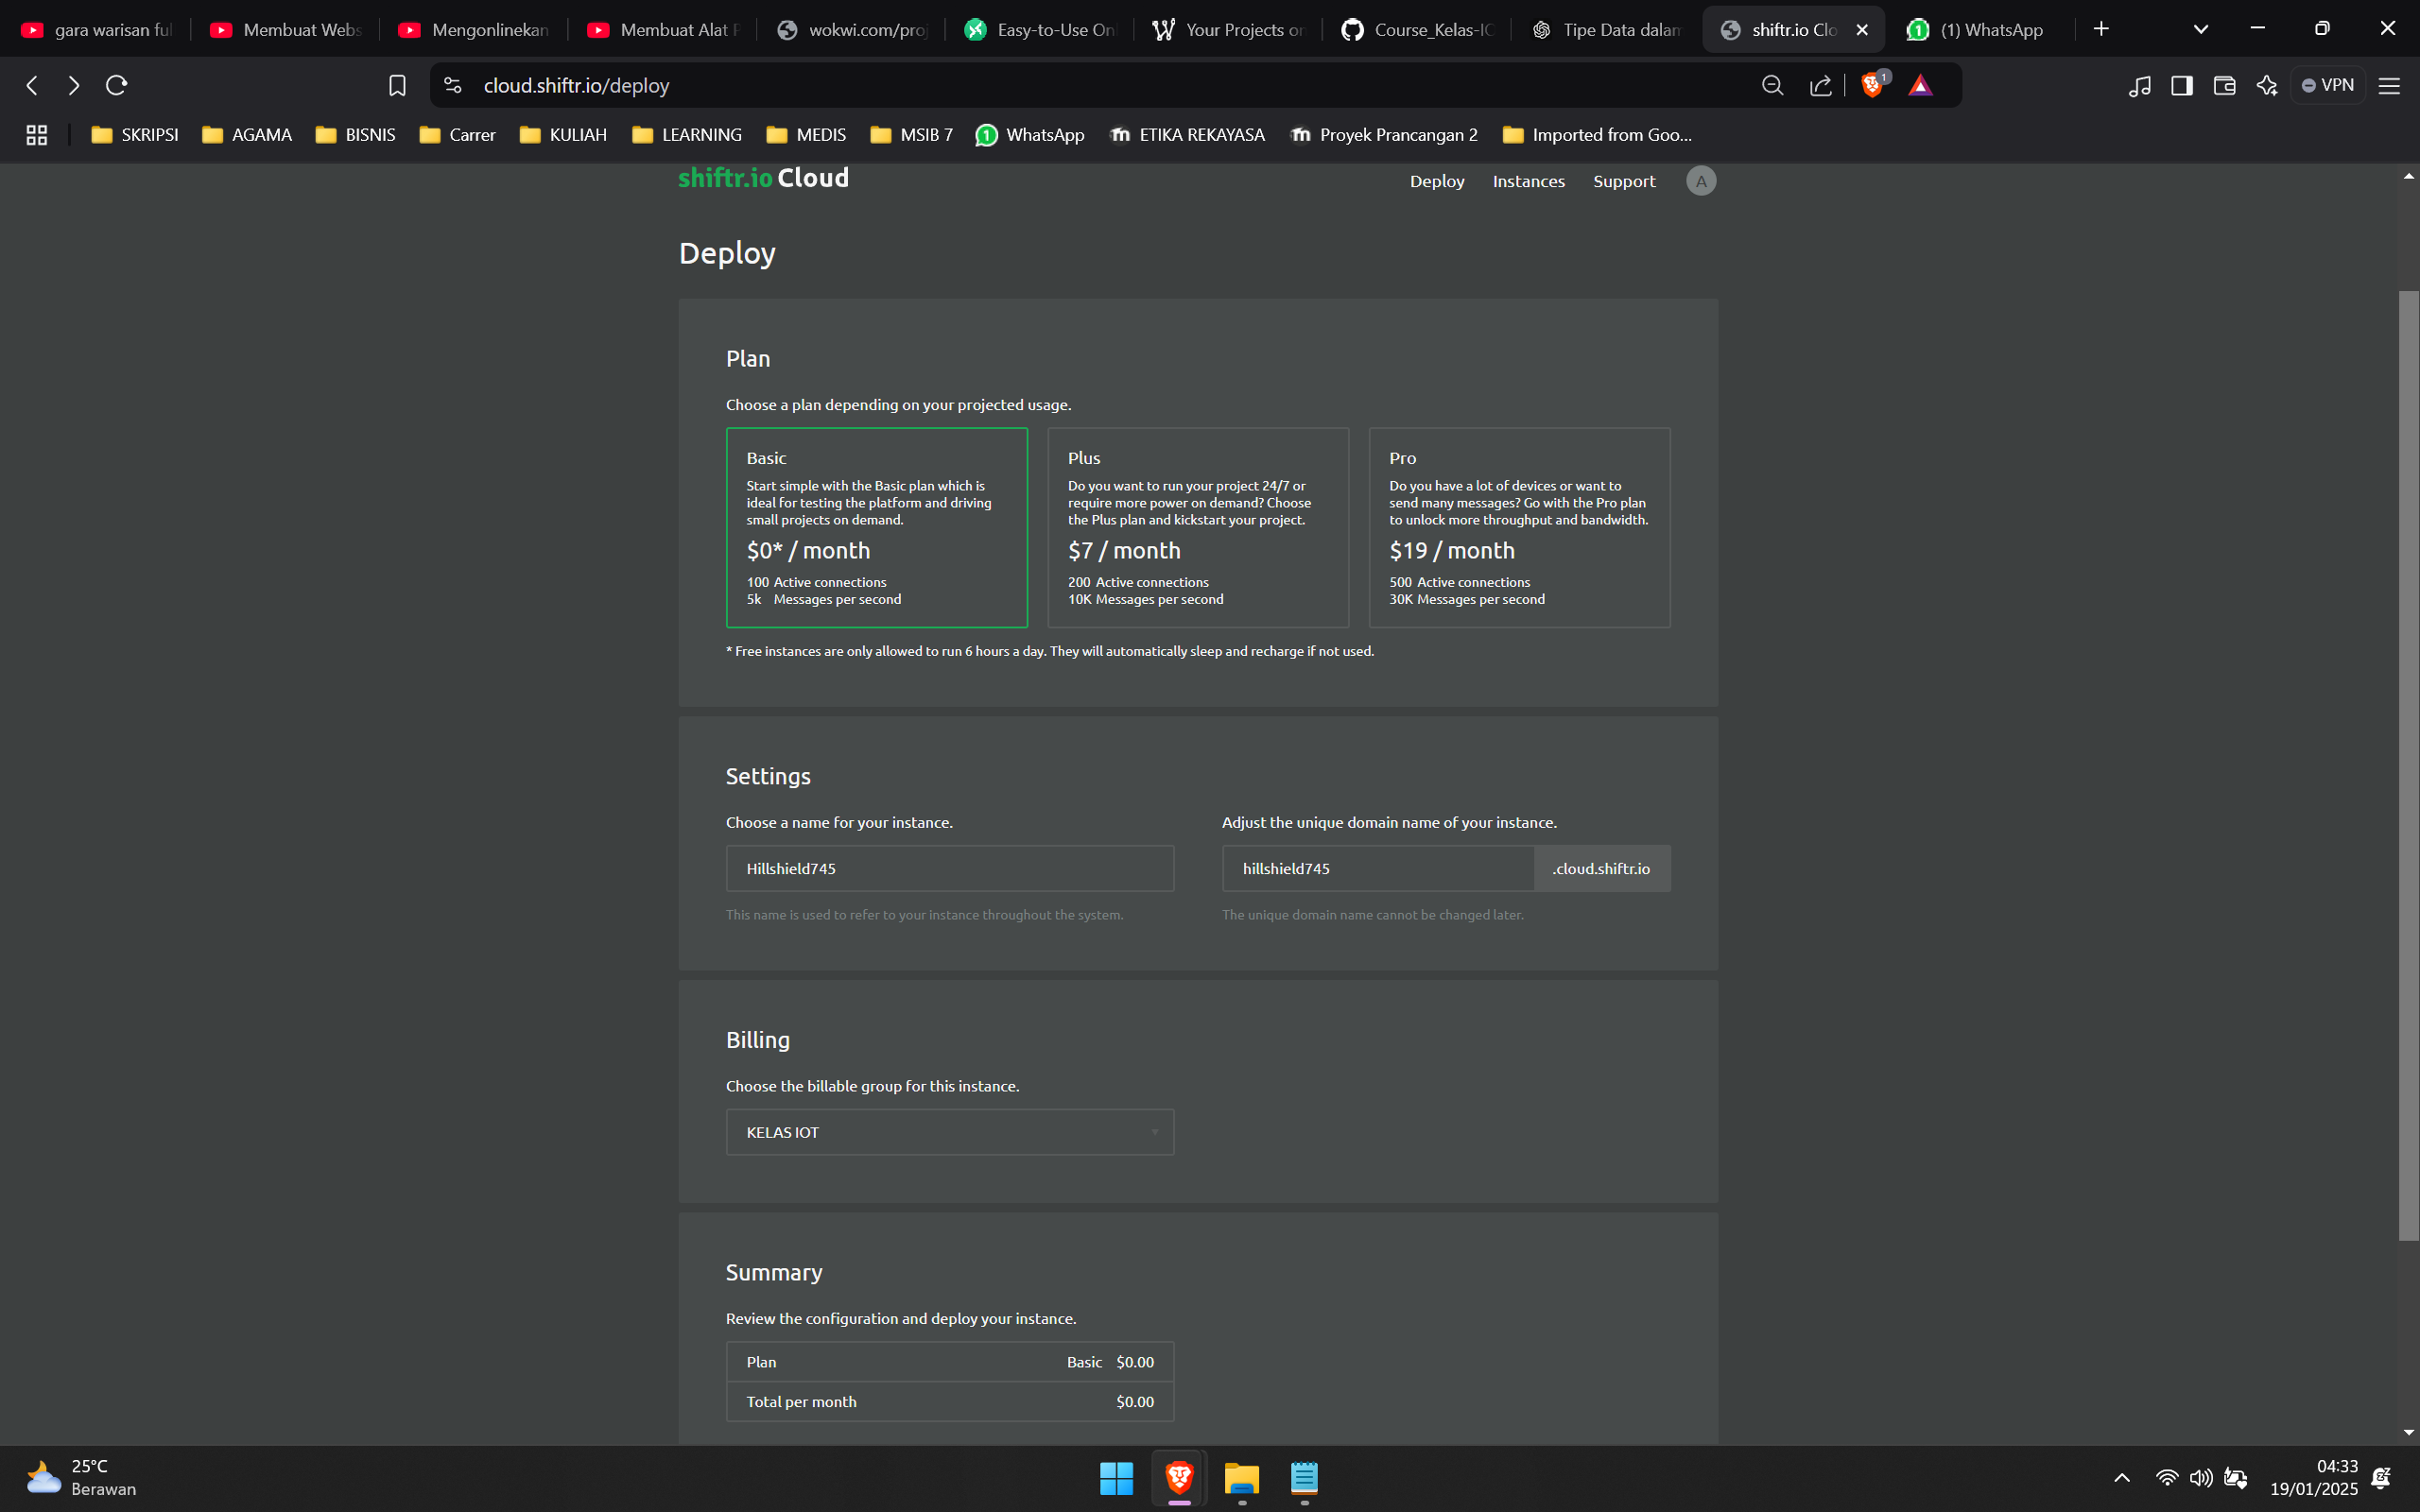 gara warisan ful
Membuat Webs
Mengonlinekan
Membuat Alat P
wokwi.com/proj
Easy-to-Use Onl
Your Projects on
Course_Kelas-IO
Tipe Data dalam
shiftr.io Clo
(1) WhatsApp
cloud.shiftr.io/deploy
1
VPN
SKRIPSI
AGAMA
BISNIS
Carrer
KULIAH
LEARNING
MEDIS
MSIB 7
WhatsApp
ETIKA REKAYASA
Proyek Prancangan 2
Imported from Goo...
shiftr.io Cloud
Deploy
Instances
Support
A
Deploy
Plan
Choose a plan depending on your projected usage.
Basic
Start simple with the Basic plan which is
ideal for testing the platform and driving
small projects on demand.
$0* / month
100 Active connections
5k Messages per second
Plus
Do you want to run your project 24/7 or
require more power on demand? Choose
the Plus plan and kickstart your project.
$7 / month
200 Active connections
10K Messages per second
Pro
Do you have a lot of devices or want to
send many messages? Go with the Pro plan
to unlock more throughput and bandwidth.
$19 / month
500 Active connections
30K Messages per second
* Free instances are only allowed to run 6 hours a day. They will automatically sleep and recharge if not used.
Settings
Choose a name for your instance.
Hillshield745
This name is used to refer to your instance throughout the system.
Adjust the unique domain name of your instance.
hillshield745
.cloud.shiftr.io
The unique domain name cannot be changed later.
Billing
Choose the billable group for this instance.
KELAS IOT
Summary
Review the configuration and deploy your instance.
Plan Basic $0.00
Total per month $0.00
25°C
Berawan
04:33
19/01/2025